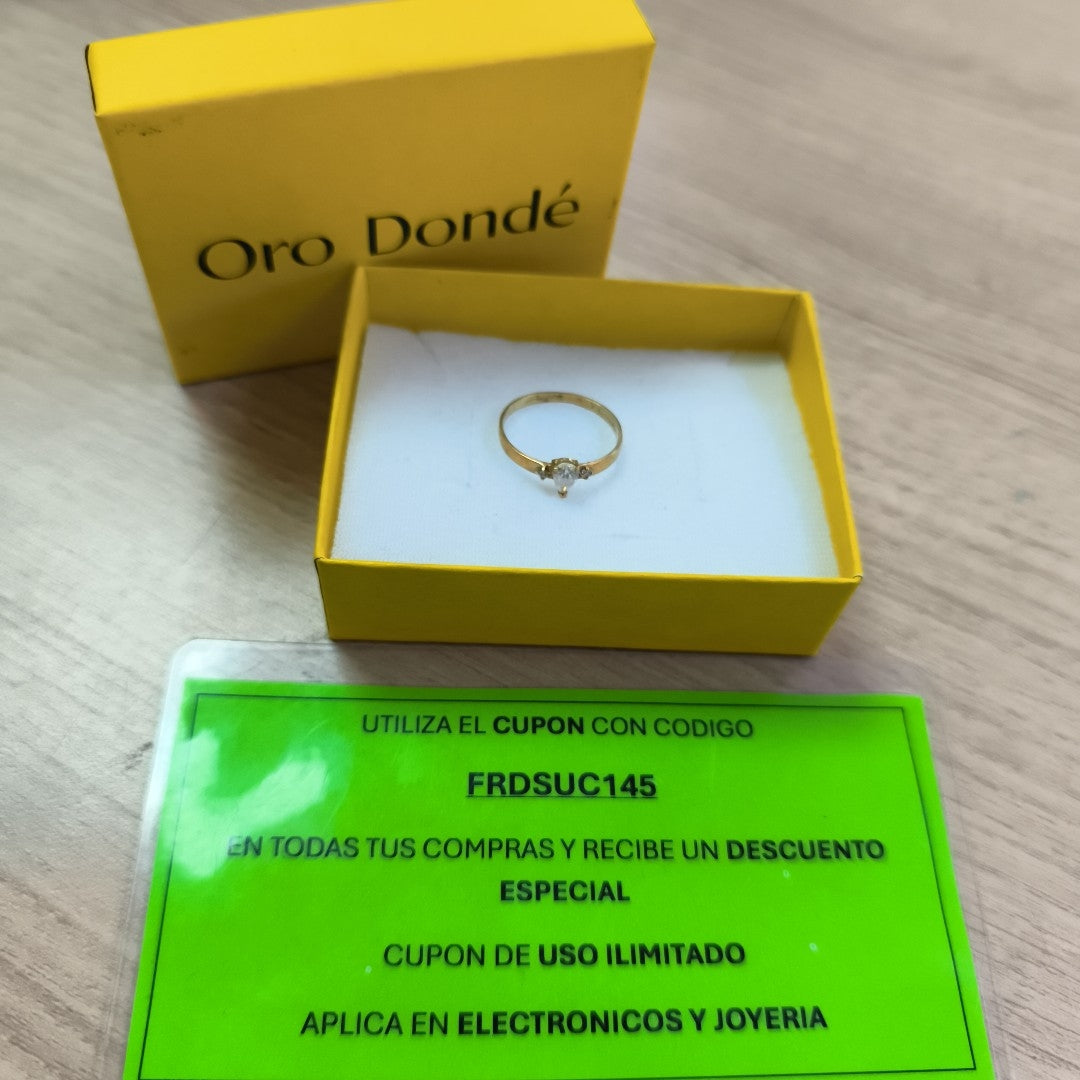 Oro Dondé
UTILIZA EL CUPON CON CODIGO
FRDSUC145
EN TODAS TUS COMPRAS Y RECIBE UN DESCUENTO
ESPECIAL
CUPON DE USO ILIMITADO
APLICA EN ELECTRONICOS Y JOYERIA